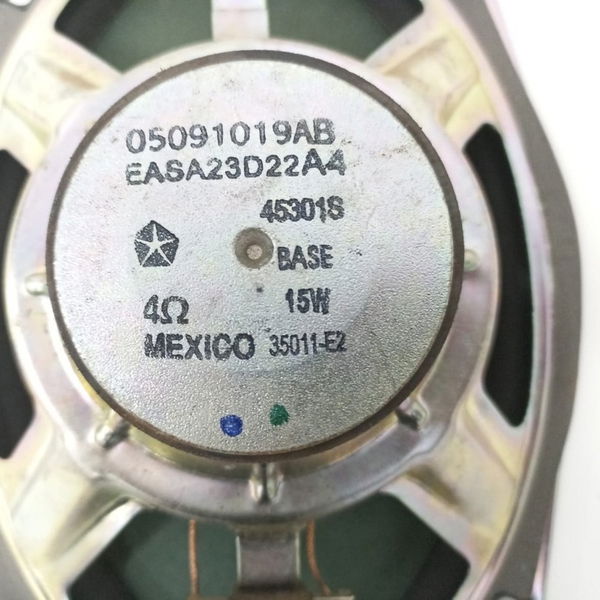 05091019AB
EASA23D22A4
45301S
BASE
4Ω 15W
MEXICO 35011-E2